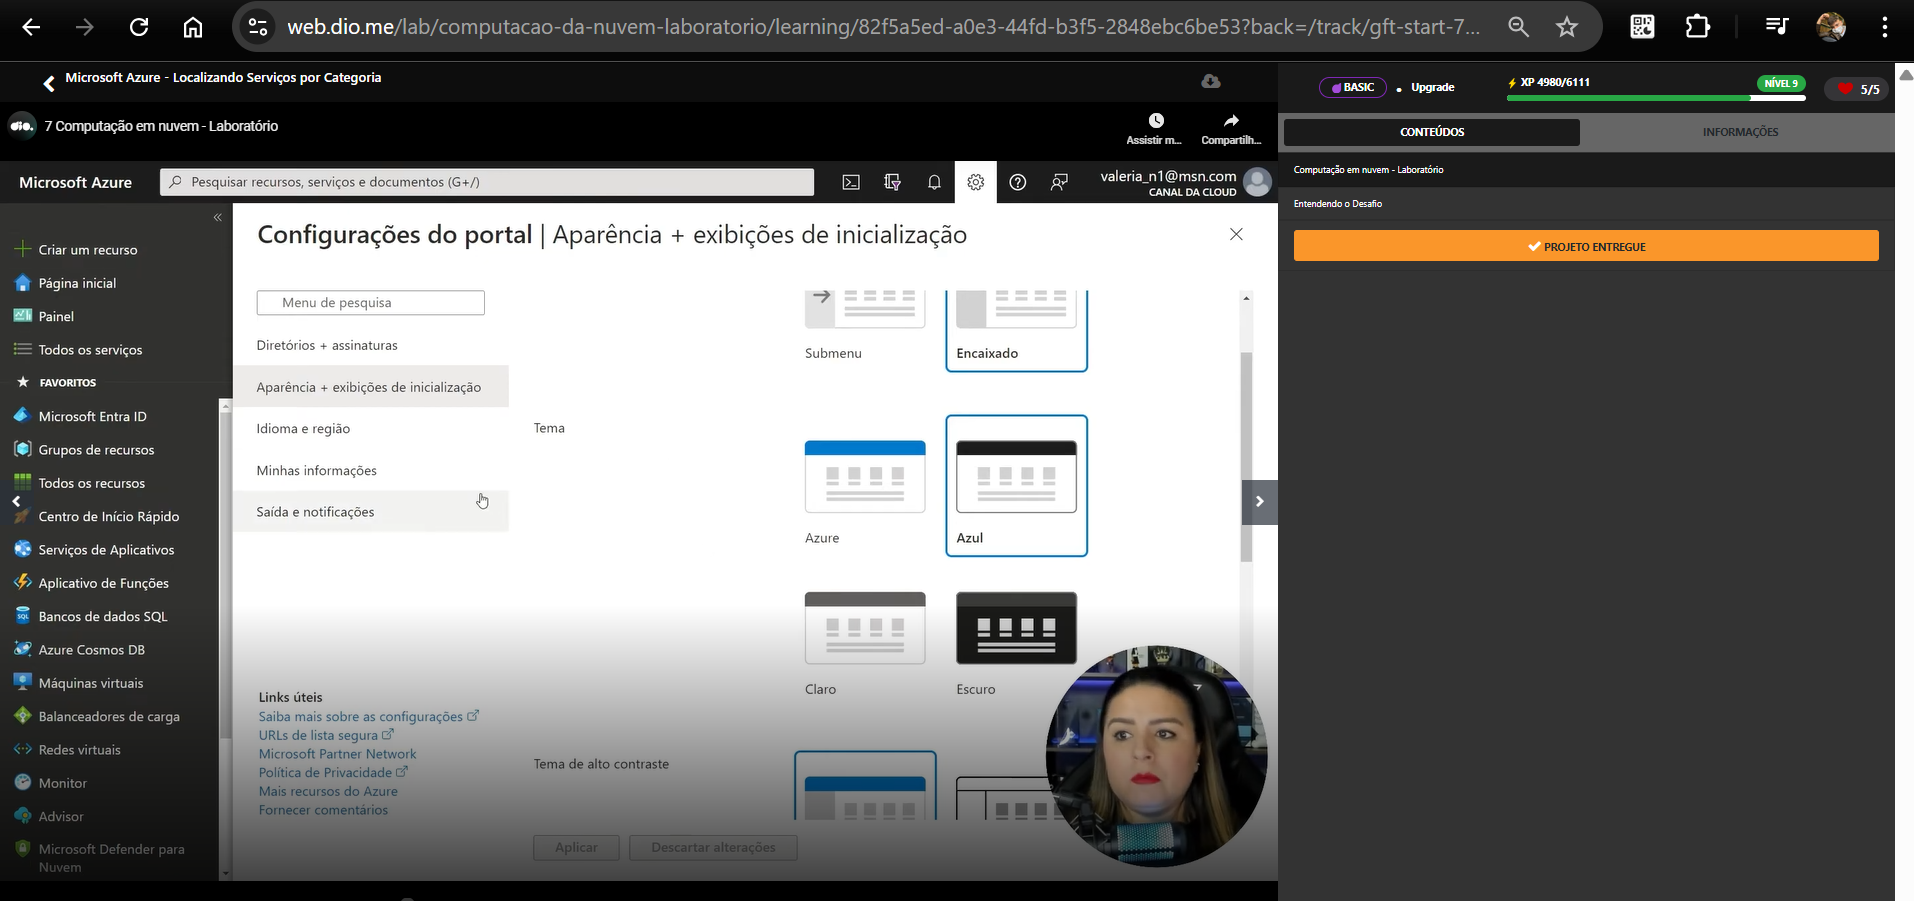 web.dio.me/lab/computacao-da-nuvem-laboratorio/learning/82f5a5ed-a0e3-44fd-b3f5-2848ebc6be53?back=/track/gft-start-7...
Microsoft Azure - Localizando Serviços por Categoria
dio. 7 Computação em nuvem - Laboratório
Assistir m...
Compartilh...
Microsoft Azure
Pesquisar recursos, serviços e documentos (G+/)
valeria_n1@msn.com
CANAL DA CLOUD
Criar um recurso
Página inicial
Painel
Todos os serviços
FAVORITOS
Microsoft Entra ID
Grupos de recursos
Todos os recursos
Centro de Início Rápido
Serviços de Aplicativos
Aplicativo de Funções
Bancos de dados SQL
Azure Cosmos DB
Máquinas virtuais
Balanceadores de carga
Redes virtuais
Monitor
Advisor
Microsoft Defender para
Nuvem
Configurações do portal | Aparência + exibições de inicialização
Menu de pesquisa
Diretórios + assinaturas
Aparência + exibições de inicialização
Idioma e região
Minhas informações
Saída e notificações
Links úteis
Saiba mais sobre as configurações
URLs de lista segura
Microsoft Partner Network
Política de Privacidade
Mais recursos do Azure
Fornecer comentários
Submenu
Encaixado
Tema
Azure
Azul
Claro
Escuro
Tema de alto contraste
Aplicar
Descartar alterações
BASIC
Upgrade
XP 4980/6111
NÍVEL 9
5/5
CONTEÚDOS
INFORMAÇÕES
Computação em nuvem - Laboratório
Entendendo o Desafio
PROJETO ENTREGUE